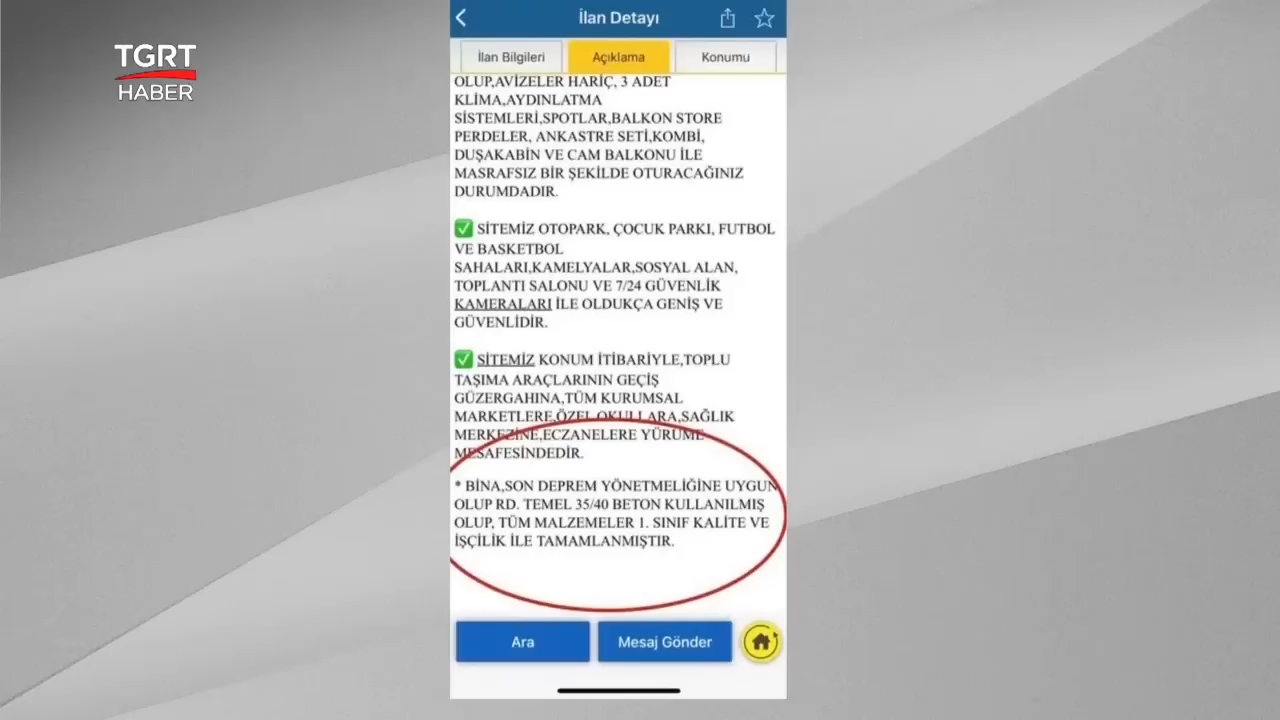 TGRT
HABER
İlan Detayı
İlan Bilgileri
Açıklama
Konumu
OLUP,AVİZELER HARİÇ, 3 ADET
KLİMA,AYDINLATMA
SİSTEMLERİ,SPOTLAR,BALKON STORE
PERDELER, ANKASTRE SETİ,KOMBİ,
DUŞAKABİN VE CAM BALKONU İLE
MASRAFSIZ BİR ŞEKİLDE OTURACAĞINIZ
DURUMDADIR.
✅ SİTEMİZ OTOPARK, ÇOCUK PARKI, FUTBOL
VE BASKETBOL
SAHALARI,KAMELYALAR,SOSYAL ALAN,
TOPLANTI SALONU VE 7/24 GÜVENLİK
KAMERALARI İLE OLDUKÇA GENİŞ VE
GÜVENLİDİR.
✅ SİTEMİZ KONUM İTİBARİYLE,TOPLU
TAŞIMA ARAÇLARININ GEÇİŞ
GÜZERGAHINA,TÜM KURUMSAL
MARKETLERE,ÖZEL OKULLARA,SAĞLIK
MERKEZİNE,ECZANELERE YÜRÜME
MESAFESİNDEDİR.
* BİNA,SON DEPREM YÖNETMELİĞİNE UYGUN
OLUP RD. TEMEL 35/40 BETON KULLANILMIŞ
OLUP, TÜM MALZEMELER 1. SINIF KALİTE VE
İŞÇİLİK İLE TAMAMLANMIŞTIR.
Ara
Mesaj Gönder